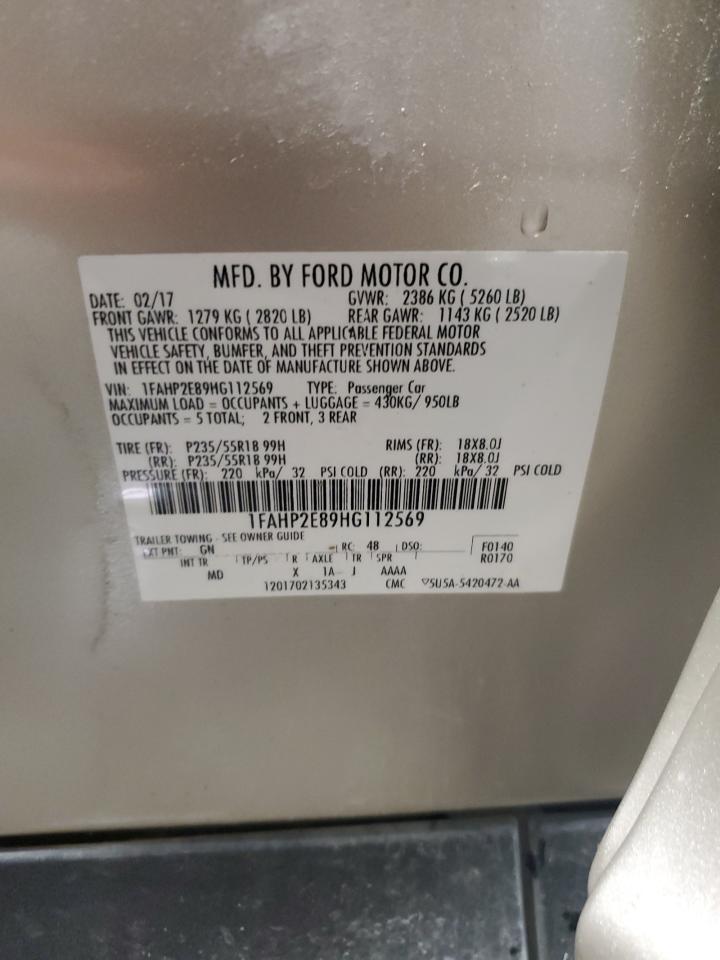 MFD. BY FORD MOTOR CO.
DATE: 02/17 GVWR: 2386 KG ( 5260 LB)
FRONT GAWR: 1279 KG ( 2820 LB) REAR GAWR: 1143 KG ( 2520 LB)
THIS VEHICLE CONFORMS TO ALL APPLICABLE FEDERAL MOTOR
VEHICLE SAFETY, BUMPER, AND THEFT PREVENTION STANDARDS
IN EFFECT ON THE DATE OF MANUFACTURE SHOWN ABOVE.
VIN: 1FAHP2E89HG112569 TYPE: Passenger Car
MAXIMUM LOAD = OCCUPANTS + LUGGAGE = 430KG/ 950LB
OCCUPANTS = 5 TOTAL; 2 FRONT, 3 REAR
TIRE (FR): P235/55R18 99H RIMS (FR): 18X8.0J
(RR): P235/55R18 99H (RR): 18X8.0J
PRESSURE (FR): 220 kPa/ 32 PSI COLD (RR): 220 kPa/ 32 PSI COLD
1FAHP2E89HG112569
TRAILER TOWING - SEE OWNER GUIDE
EXT PNT: GN RC: 48 DSO: F0140
INT TR TP/PS R AXLE TR SPR R0170
MD X 1A J AAAA
1201702135343 CMC ▽5U5A-5420472-AA